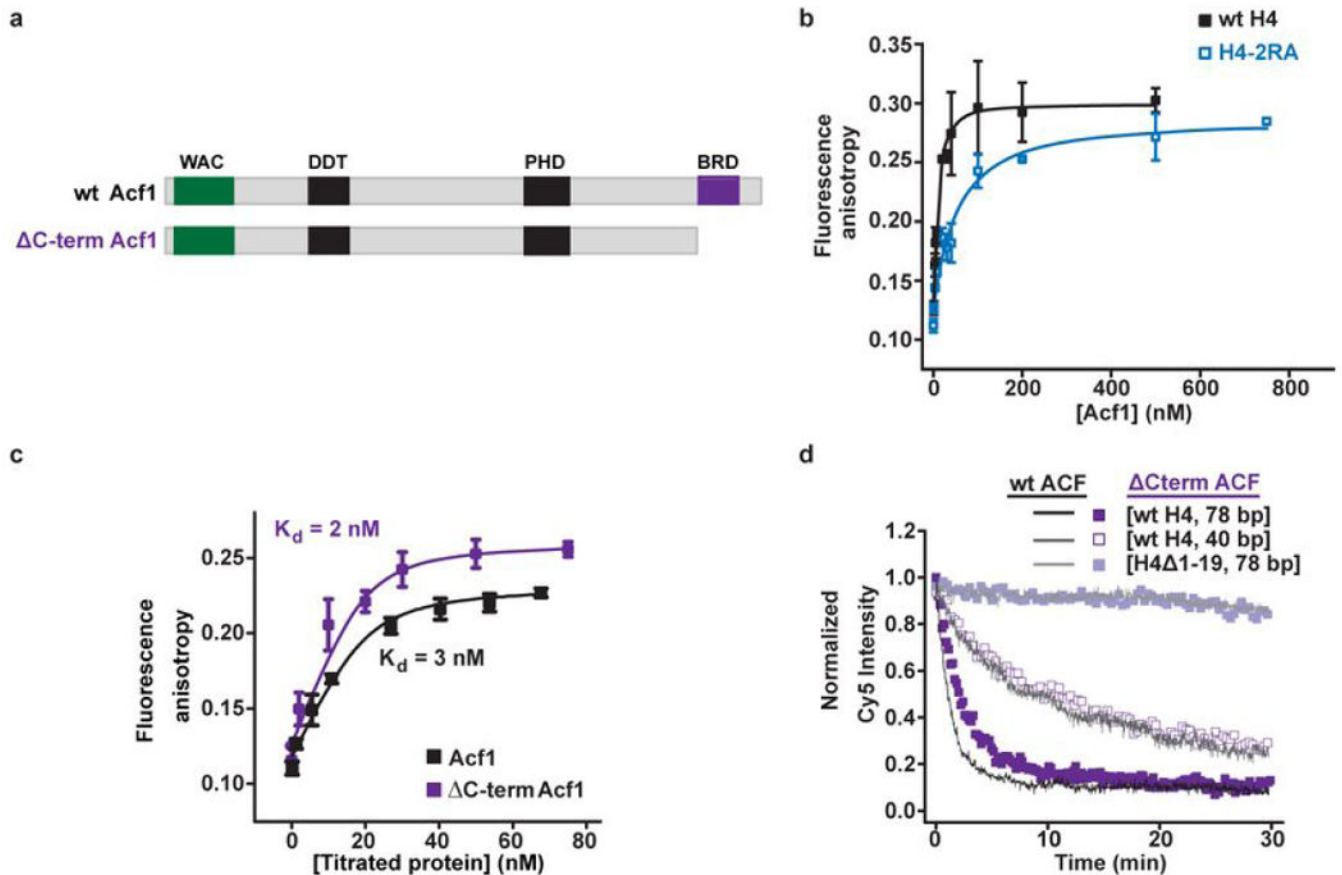 a
WAC DDT PHD BRD
wt Acf1
ΔC-term Acf1
b
wt H4
H4-2RA
0.35
0.30
0.25
0.20
0.15
0.10
Fluorescence
anisotropy
0 200 400 600 800
[Acf1] (nM)
c
K_d = 2 nM
K_d = 3 nM
0.25
0.20
0.15
0.10
Fluorescence
anisotropy
Acf1
ΔC-term Acf1
0 20 40 60 80
[Titrated protein] (nM)
d
wt ACF ΔCterm ACF
[wt H4, 78 bp]
[wt H4, 40 bp]
[H4Δ1-19, 78 bp]
1.2
1.0
0.8
0.6
0.4
0.2
0.0
Normalized
Cy5 Intensity
0 10 20 30
Time (min)